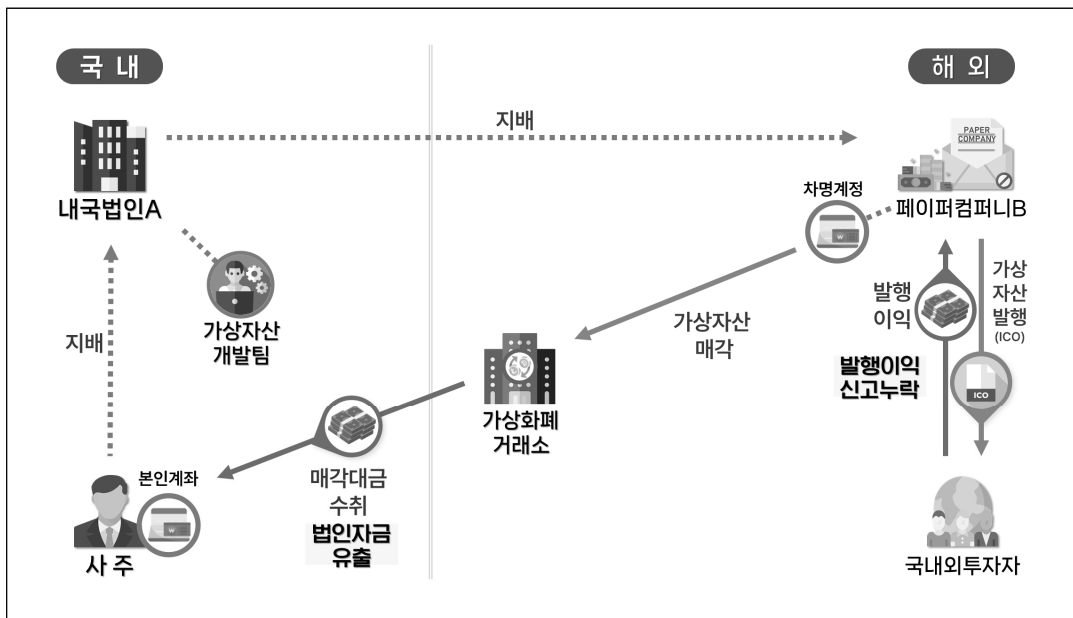 국 내
해 외
지배
PAPER
COMPANY
내국법인A
차명계정
페이퍼컴퍼니B
W
가상자산
개발팀
지배
가상자산
매각
발행
이익
가상
자산
발행
(ICO)
발행이익
신고누락
ICO
가상화폐
거래소
본인계좌
W
매각대금
수취
법인자금
유출
사 주
국내외투자자